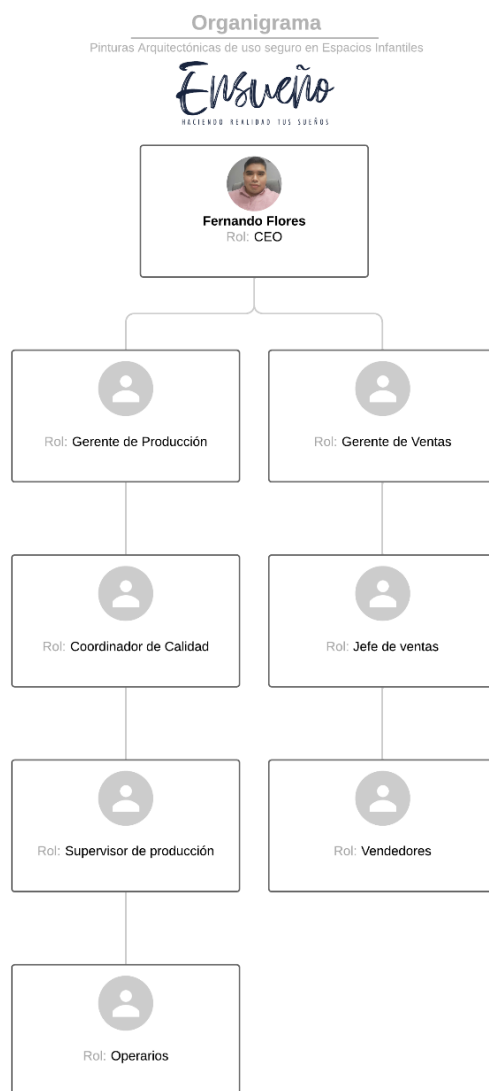 Organigrama
Pinturas Arquitectónicas de uso seguro en Espacios Infantiles
Ensueño
HACIENDO REALIDAD TUS SUEÑOS
Fernando Flores
Rol: CEO
Rol: Gerente de Producción
Rol: Gerente de Ventas
Rol: Coordinador de Calidad
Rol: Jefe de ventas
Rol: Supervisor de producción
Rol: Vendedores
Rol: Operarios